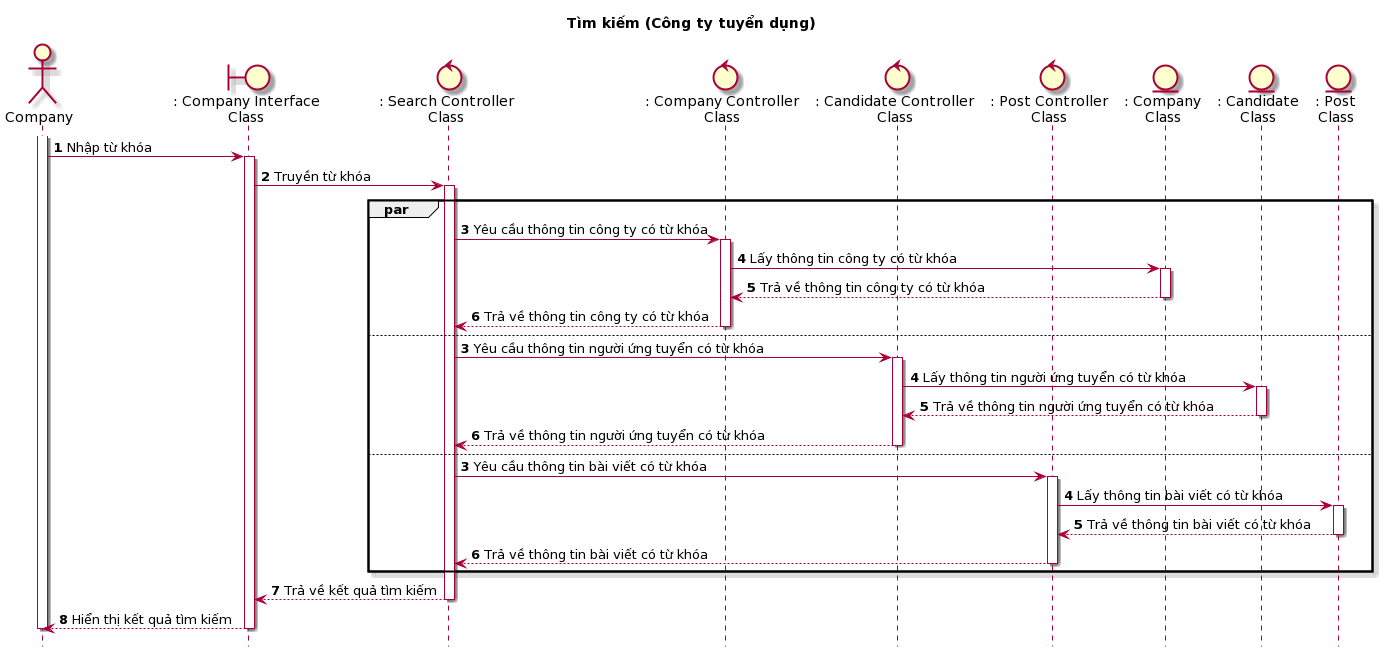 Tìm kiếm (Công ty tuyển dụng)
Company
: Company Interface
Class
: Search Controller
Class
: Company Controller
Class
: Candidate Controller
Class
: Post Controller
Class
: Company
Class
: Candidate
Class
: Post
Class
1 Nhập từ khóa
2 Truyền từ khóa
par
3 Yêu cầu thông tin công ty có từ khóa
4 Lấy thông tin công ty có từ khóa
5 Trả về thông tin công ty có từ khóa
6 Trả về thông tin công ty có từ khóa
3 Yêu cầu thông tin người ứng tuyển có từ khóa
4 Lấy thông tin người ứng tuyển có từ khóa
5 Trả về thông tin người ứng tuyển có từ khóa
6 Trả về thông tin người ứng tuyển có từ khóa
3 Yêu cầu thông tin bài viết có từ khóa
4 Lấy thông tin bài viết có từ khóa
5 Trả về thông tin bài viết có từ khóa
6 Trả về thông tin bài viết có từ khóa
7 Trả về kết quả tìm kiếm
8 Hiển thị kết quả tìm kiếm